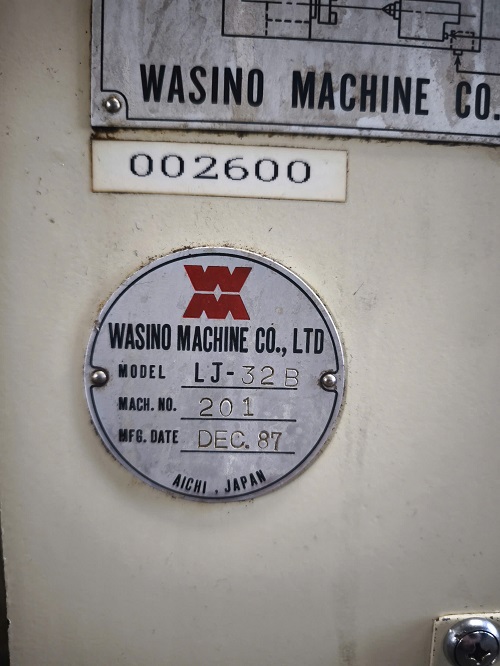 WASINO MACHINE CO.
002600
WM
WASINO MACHINE CO., LTD
MODEL LJ-32B
MACH. NO. 201
MFG. DATE DEC. 87
AICHI, JAPAN